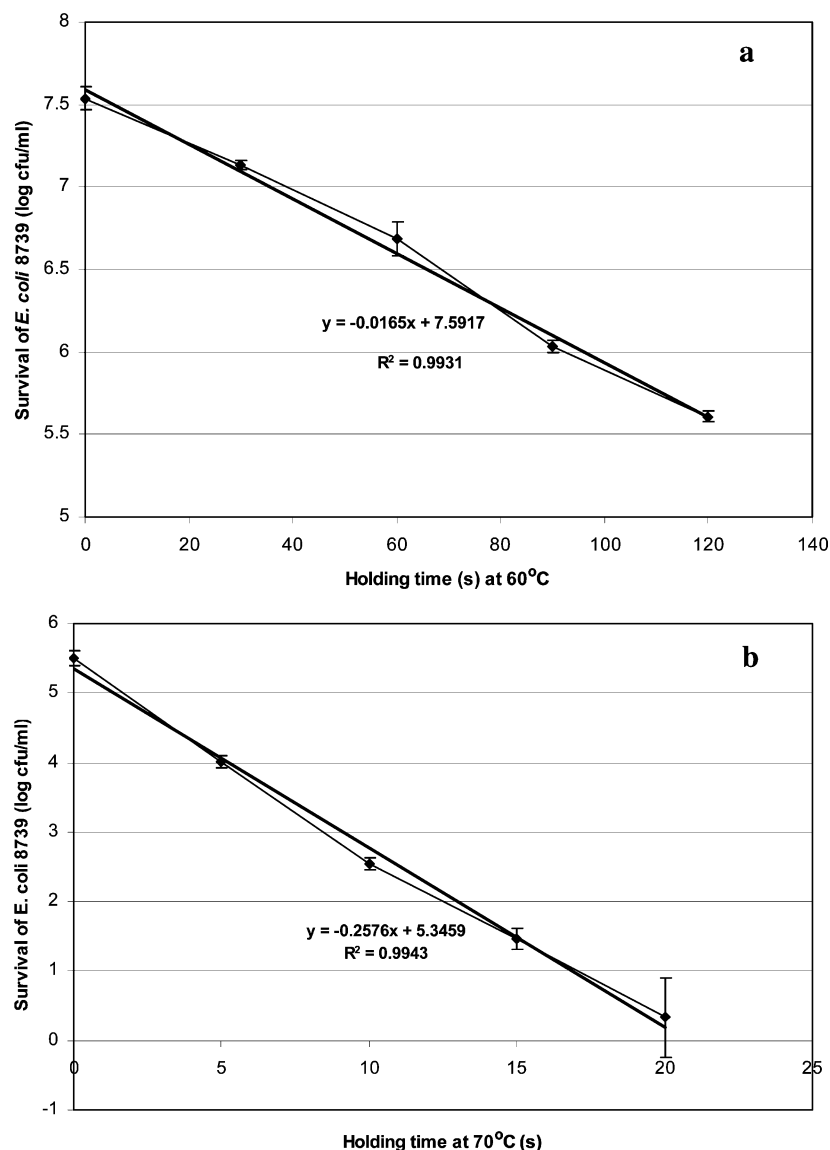 a
Survival of E. coli 8739 (log cfu/ml)
8
7.5
7
6.5
6
5.5
5
y = -0.0165x + 7.5917
R² = 0.9931
0 20 40 60 80 100 120 140
Holding time (s) at 60°C
b
Survival of E. coli 8739 (log cfu/ml)
6
5
4
3
2
1
0
-1
y = -0.2576x + 5.3459
R² = 0.9943
0 5 10 15 20 25
Holding time at 70°C (s)